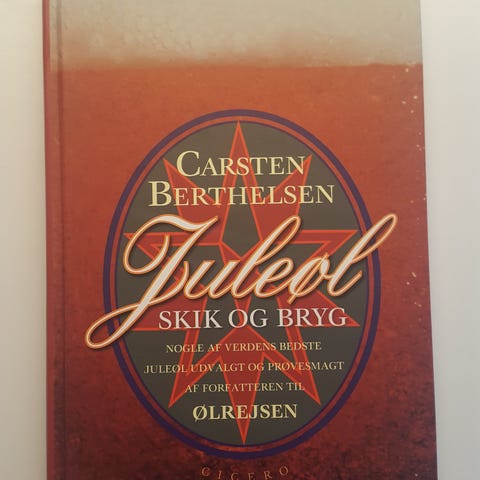 CARSTEN
BERTHELSEN
Juleøl
SKIK OG BRYG
NOGLE AF VERDENS BEDSTE
JULEØL UDVALGT OG PRØVESMAGT
AF FORFATTEREN TIL
ØLREJSEN
CICERO